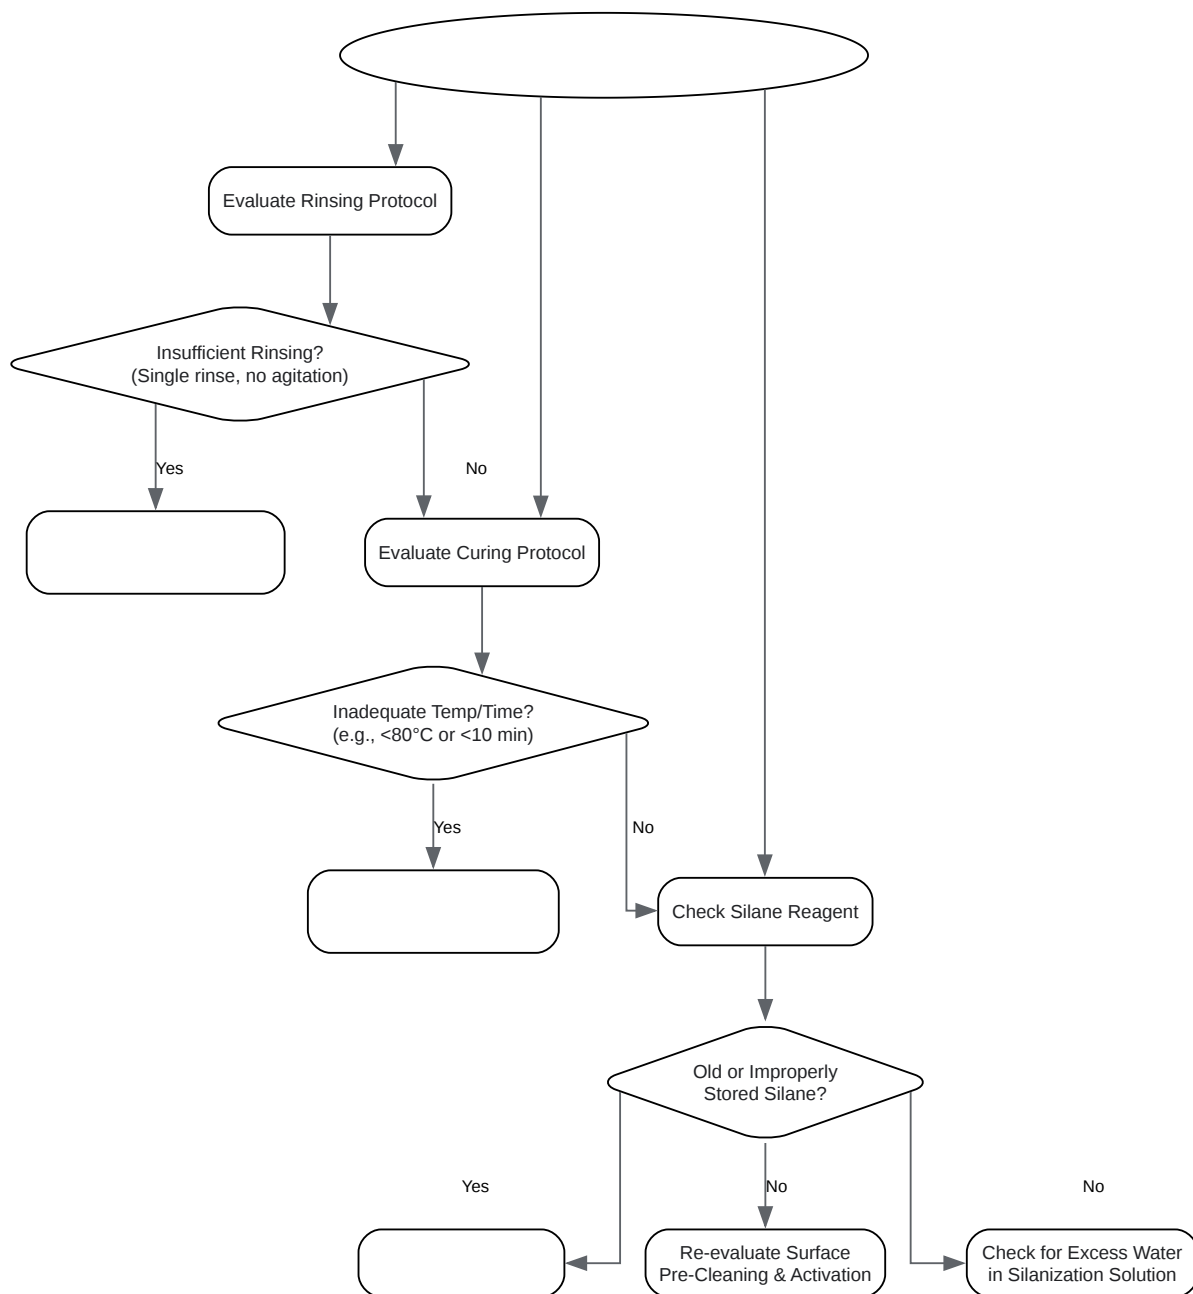 Evaluate Rinsing Protocol
Insufficient Rinsing?
(Single rinse, no agitation)
Yes
No
Evaluate Curing Protocol
Inadequate Temp/Time?
(e.g., <80°C or <10 min)
Yes
No
Check Silane Reagent
Old or Improperly
Stored Silane?
Yes
No
No
Re-evaluate Surface
Pre-Cleaning & Activation
Check for Excess Water
in Silanization Solution